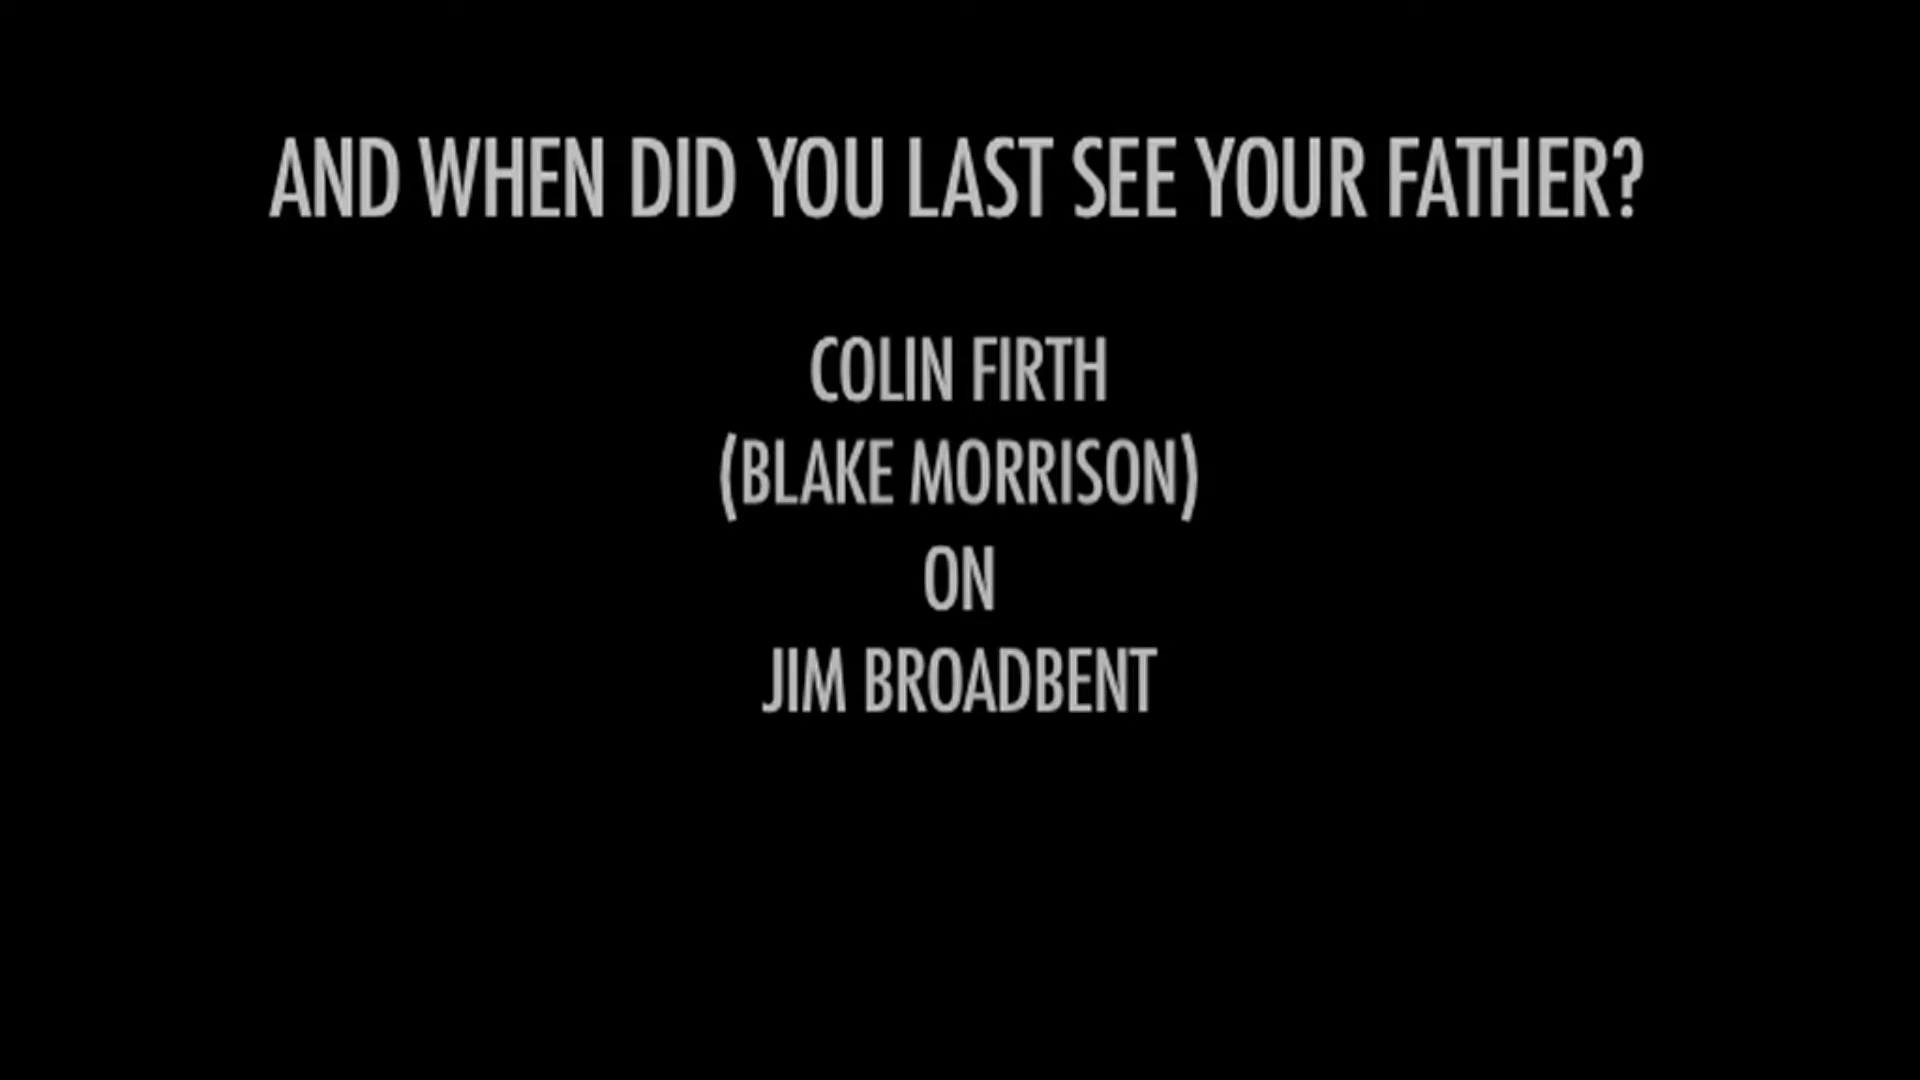 AND WHEN DID YOU LAST SEE YOUR FATHER?
COLIN FIRTH
(BLAKE MORRISON)
ON
JIM BROADBENT